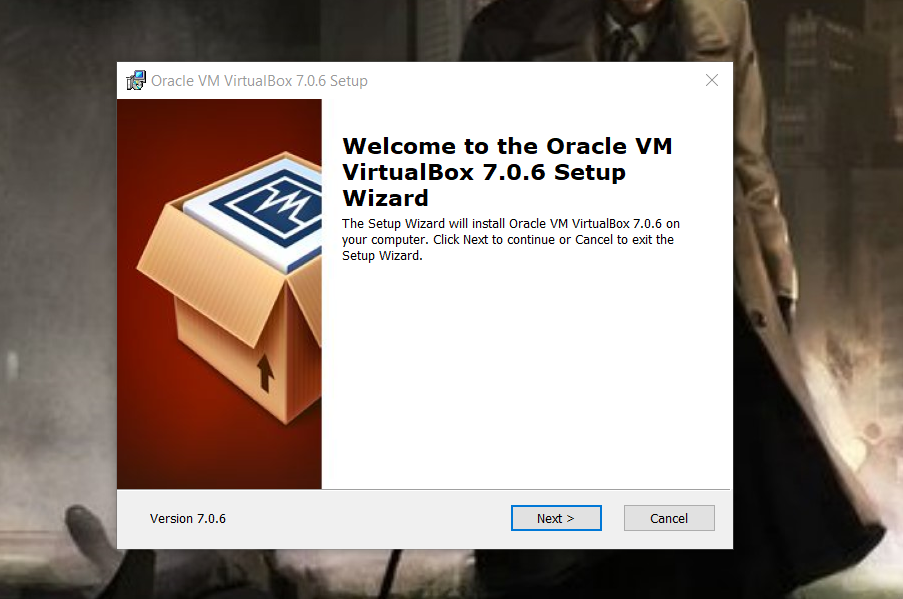 Oracle VM VirtualBox 7.0.6 Setup
Welcome to the Oracle VM
VirtualBox 7.0.6 Setup
Wizard
The Setup Wizard will install Oracle VM VirtualBox 7.0.6 on
your computer. Click Next to continue or Cancel to exit the
Setup Wizard.
Version 7.0.6
Next >
Cancel